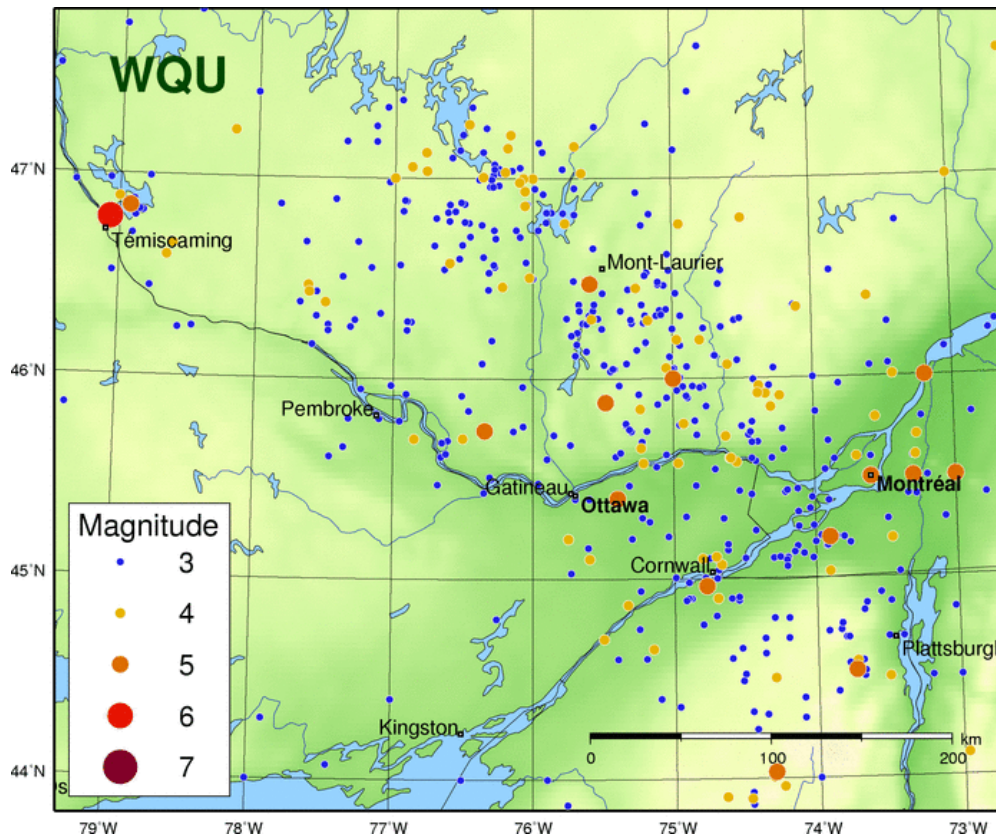 WQU
47°N
Témiscaming
Mont-Laurier
46°N
Pembroke
Gatineau
Ottawa
Montréal
Magnitude
3
4
5
6
7
45°N
Cornwall
Plattsburgh
Kingston
km
0
100
200
44°N
79°W
78°W
77°W
76°W
75°W
74°W
73°W